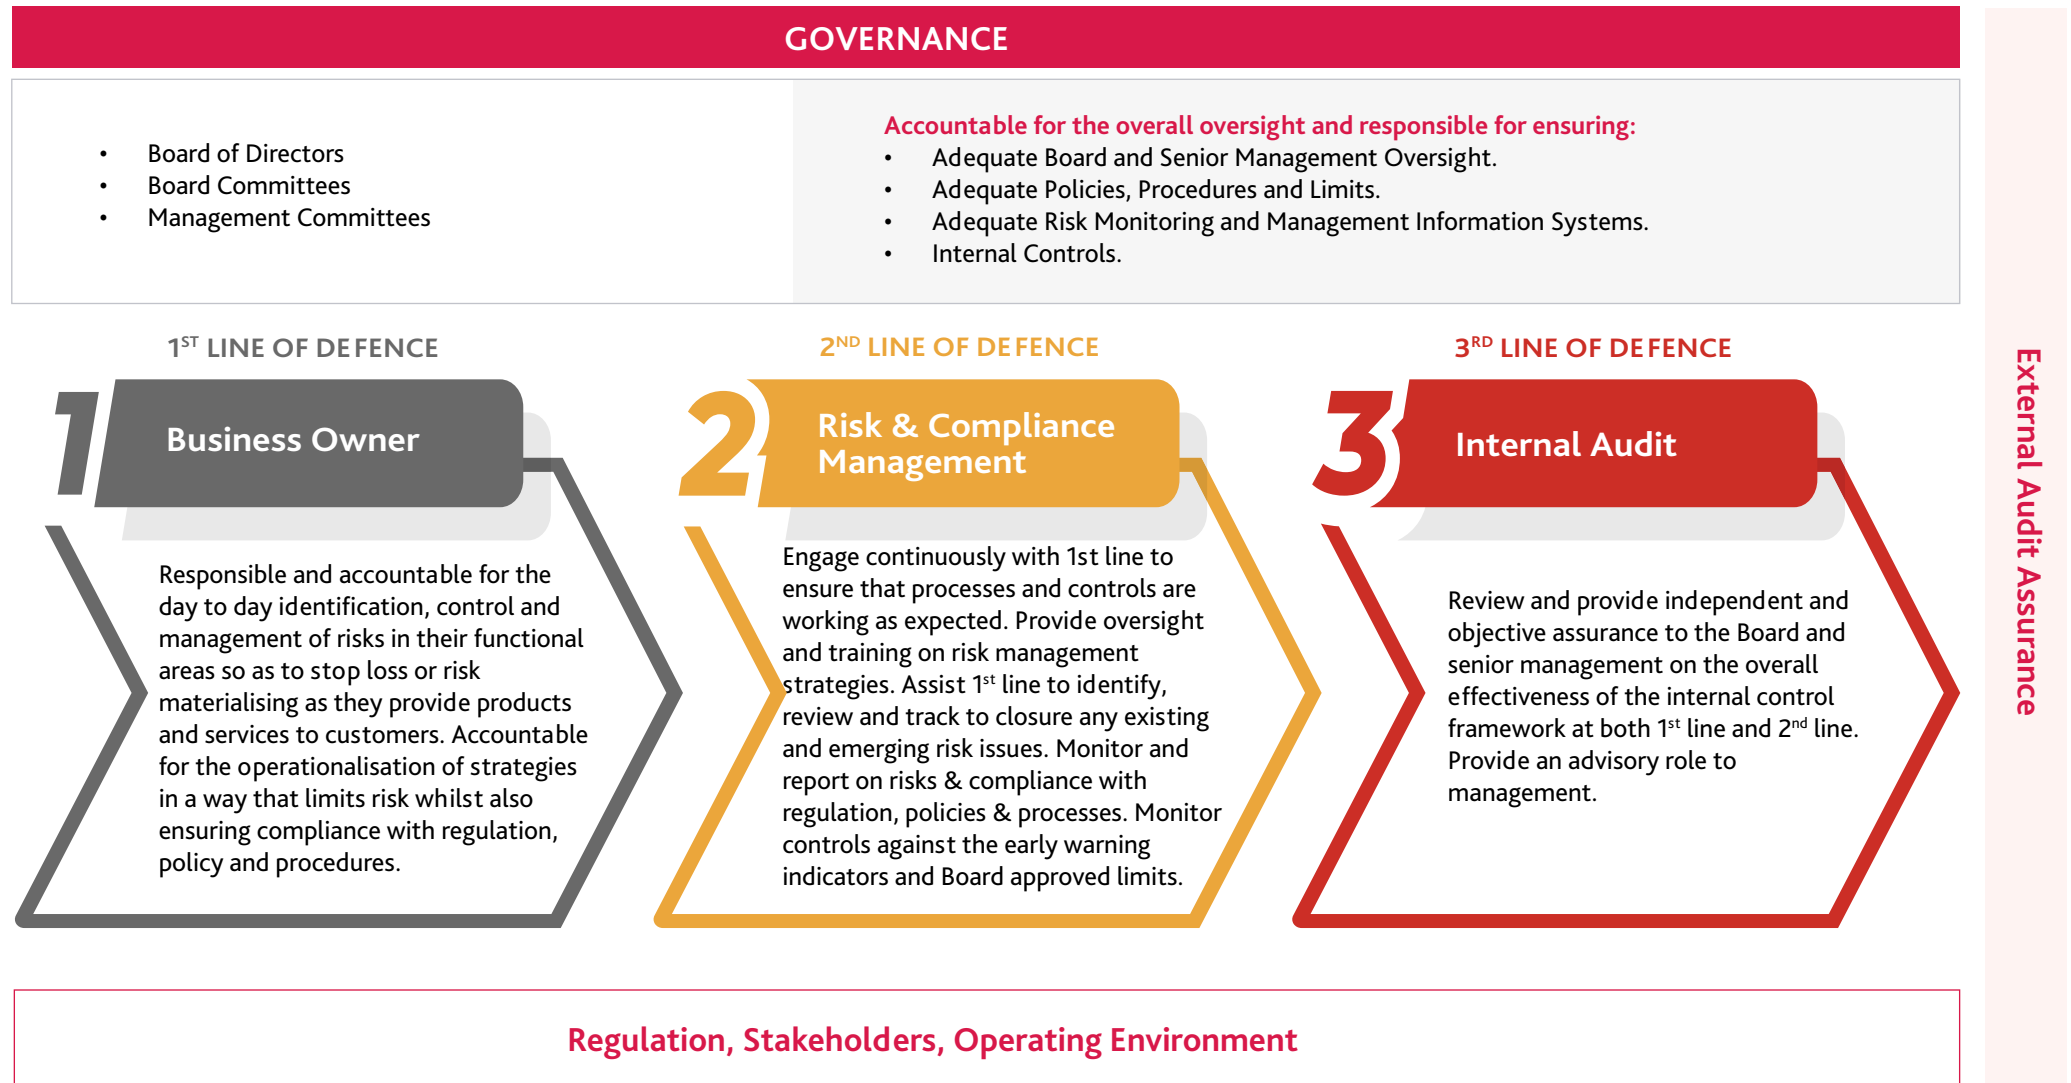 GOVERNANCE
• Board of Directors
• Board Committees
• Management Committees
Accountable for the overall oversight and responsible for ensuring:
• Adequate Board and Senior Management Oversight.
• Adequate Policies, Procedures and Limits.
• Adequate Risk Monitoring and Management Information Systems.
• Internal Controls.
1ST LINE OF DEFENCE
1
Business Owner
Responsible and accountable for the
day to day identification, control and
management of risks in their functional
areas so as to stop loss or risk
materialising as they provide products
and services to customers. Accountable
for the operationalisation of strategies
in a way that limits risk whilst also
ensuring compliance with regulation,
policy and procedures.
2ND LINE OF DEFENCE
2
Risk & Compliance
Management
Engage continuously with 1st line to
ensure that processes and controls are
working as expected. Provide oversight
and training on risk management
strategies. Assist 1st line to identify,
review and track to closure any existing
and emerging risk issues. Monitor and
report on risks & compliance with
regulation, policies & processes. Monitor
controls against the early warning
indicators and Board approved limits.
3RD LINE OF DEFENCE
3
Internal Audit
Review and provide independent and
objective assurance to the Board and
senior management on the overall
effectiveness of the internal control
framework at both 1st line and 2nd line.
Provide an advisory role to
management.
External Audit Assurance
Regulation, Stakeholders, Operating Environment